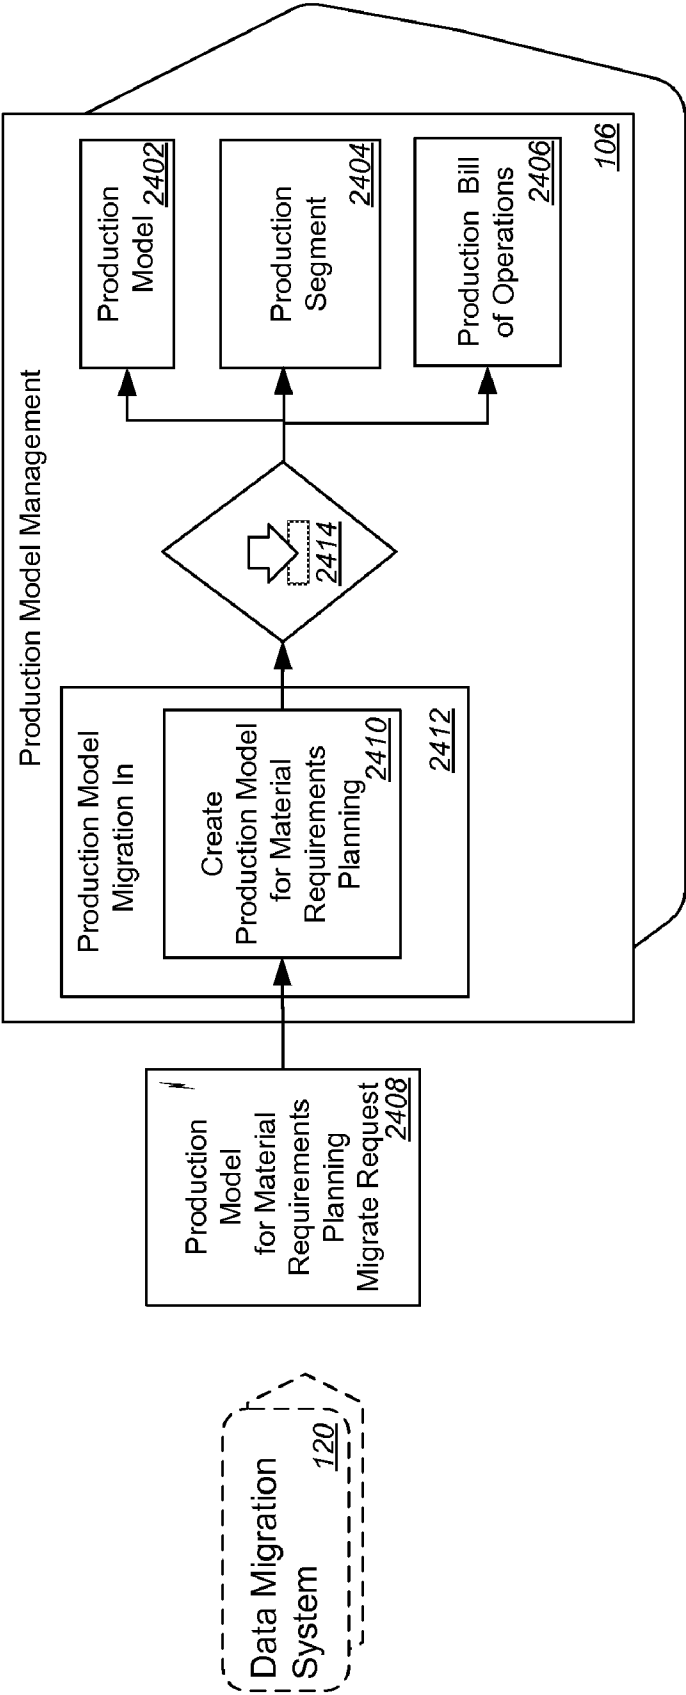 Production Model Management
Data Migration
System
120
Production
Model
for Material
Requirements
Planning
Migrate Request
2408
Production Model
Migration In
Create
Production Model
for Material
Requirements
Planning
2410
2412
2414
Production
Model
2402
Production
Segment
2404
Production Bill
of Operations
2406
106